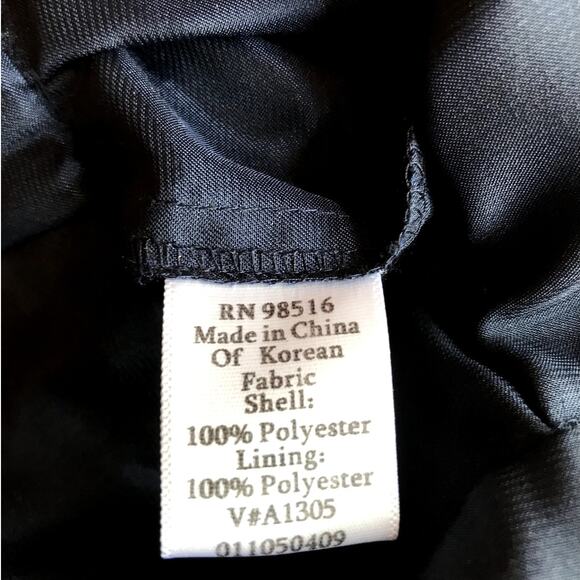 RN 98516
Made in China
Of Korean
Fabric
Shell:
100% Polyester
Lining:
100% Polyester
V#A1305
011050409